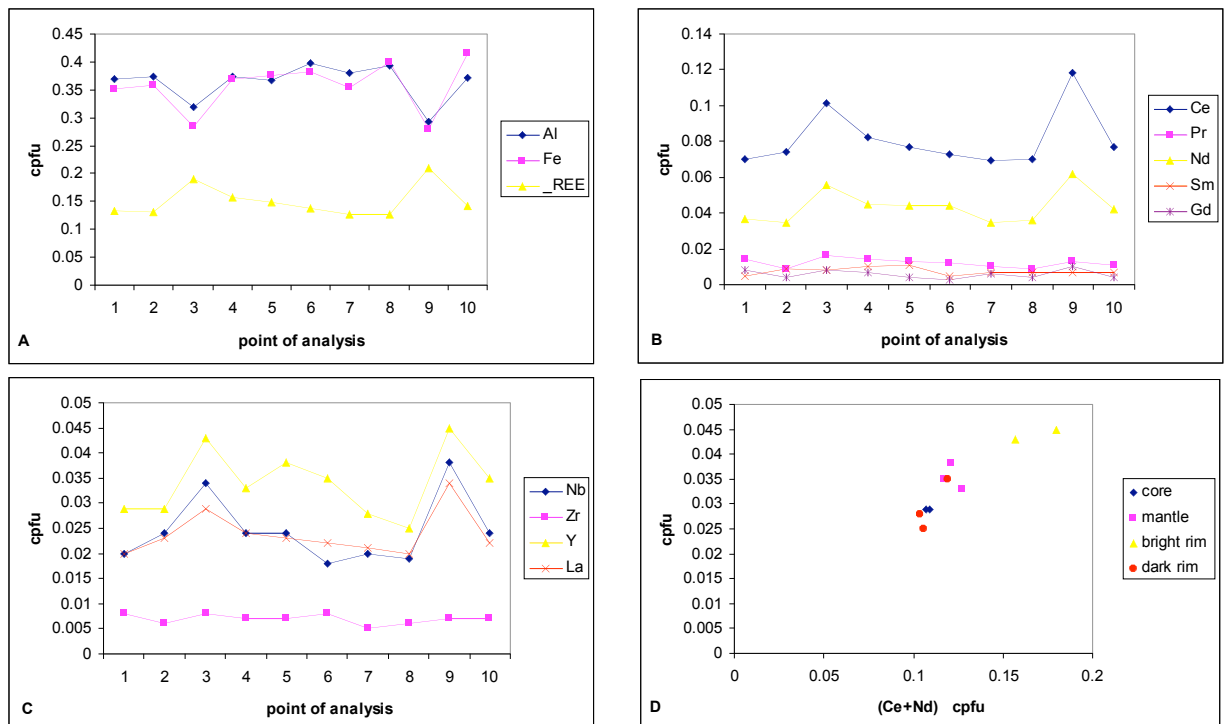 0.45
0.4
0.35
0.3
0.25
0.2
0.15
0.1
0.05
0
cpfu
1 2 3 4 5 6 7 8 9 10
point of analysis
A
Al
Fe
_REE
0.14
0.12
0.1
0.08
0.06
0.04
0.02
0
cpfu
1 2 3 4 5 6 7 8 9 10
point of analysis
B
Ce
Pr
Nd
Sm
Gd
0.05
0.045
0.04
0.035
0.03
0.025
0.02
0.015
0.01
0.005
0
cpfu
1 2 3 4 5 6 7 8 9 10
point of analysis
C
Nb
Zr
Y
La
0.05
0.045
0.04
0.035
0.03
0.025
0.02
0.015
0.01
0.005
0
cpfu
0 0.05 0.1 0.15 0.2
(Ce+Nd) cpfu
D
core
mantle
bright rim
dark rim